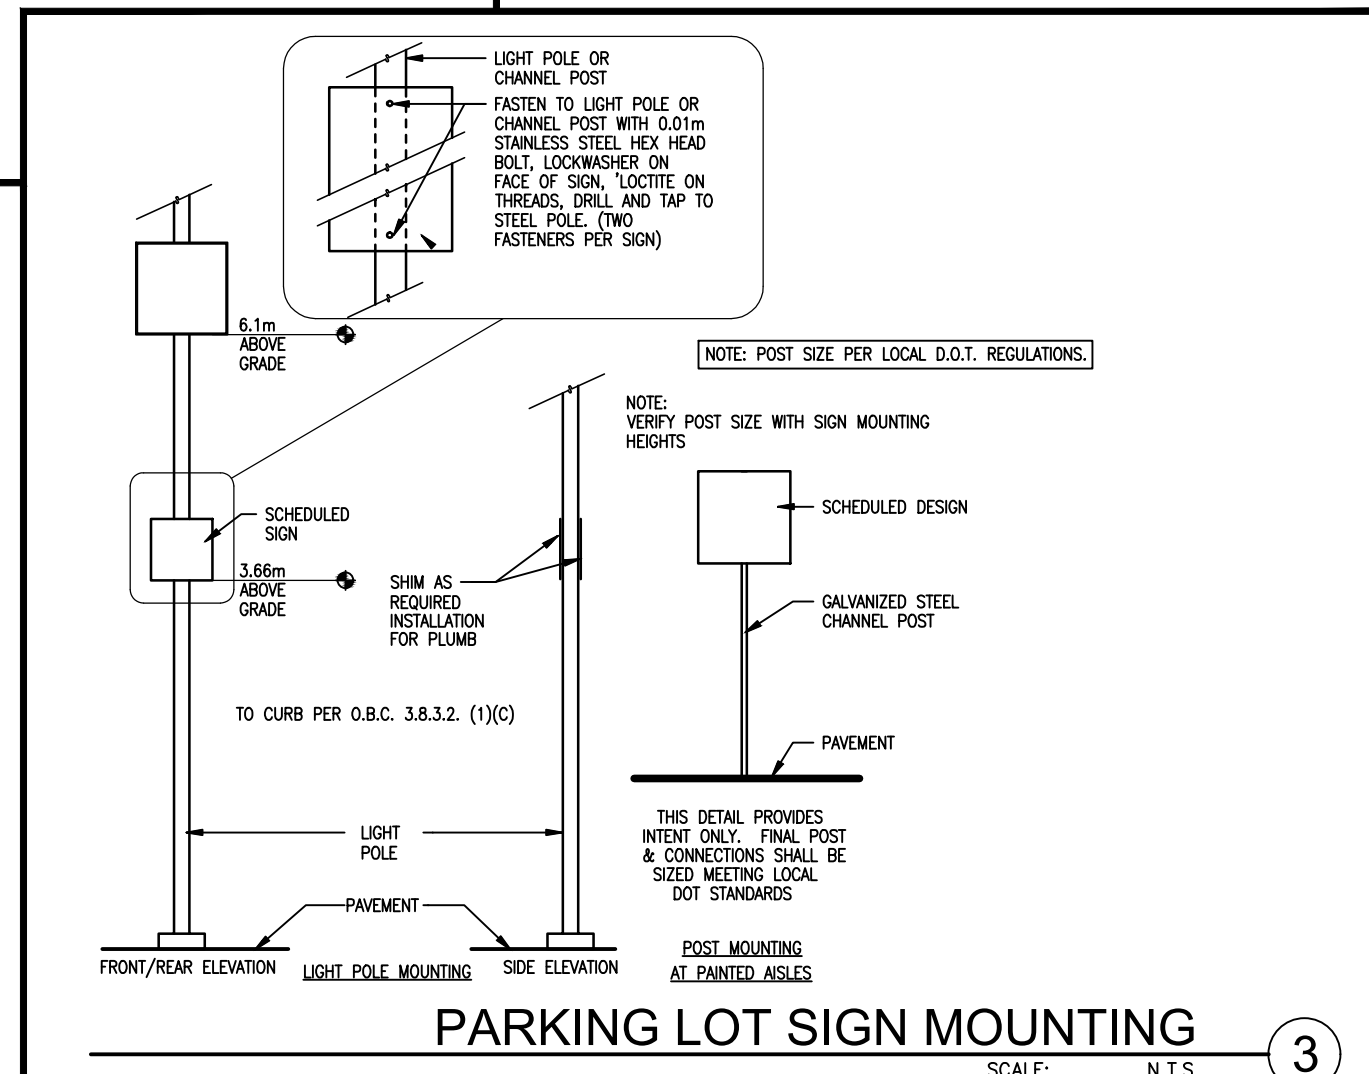 LIGHT POLE OR
CHANNEL POST
FASTEN TO LIGHT POLE OR
CHANNEL POST WITH 0.01m
STAINLESS STEEL HEX HEAD
BOLT, LOCKWASHER ON
FACE OF SIGN, 'LOCTITE ON
THREADS, DRILL AND TAP TO
STEEL POLE. (TWO
FASTENERS PER SIGN)
6.1m
ABOVE
GRADE
NOTE: POST SIZE PER LOCAL D.O.T. REGULATIONS.
NOTE:
VERIFY POST SIZE WITH SIGN MOUNTING
HEIGHTS
SCHEDULED
SIGN
3.66m
ABOVE
GRADE
SHIM AS
REQUIRED
INSTALLATION
FOR PLUMB
SCHEDULED DESIGN
GALVANIZED STEEL
CHANNEL POST
TO CURB PER O.B.C. 3.8.3.2. (1)(C)
PAVEMENT
LIGHT
POLE
THIS DETAIL PROVIDES
INTENT ONLY. FINAL POST
& CONNECTIONS SHALL BE
SIZED MEETING LOCAL
DOT STANDARDS
PAVEMENT
FRONT/REAR ELEVATION
LIGHT POLE MOUNTING
SIDE ELEVATION
POST MOUNTING
AT PAINTED AISLES
PARKING LOT SIGN MOUNTING
3
SCALE: N.T.S.